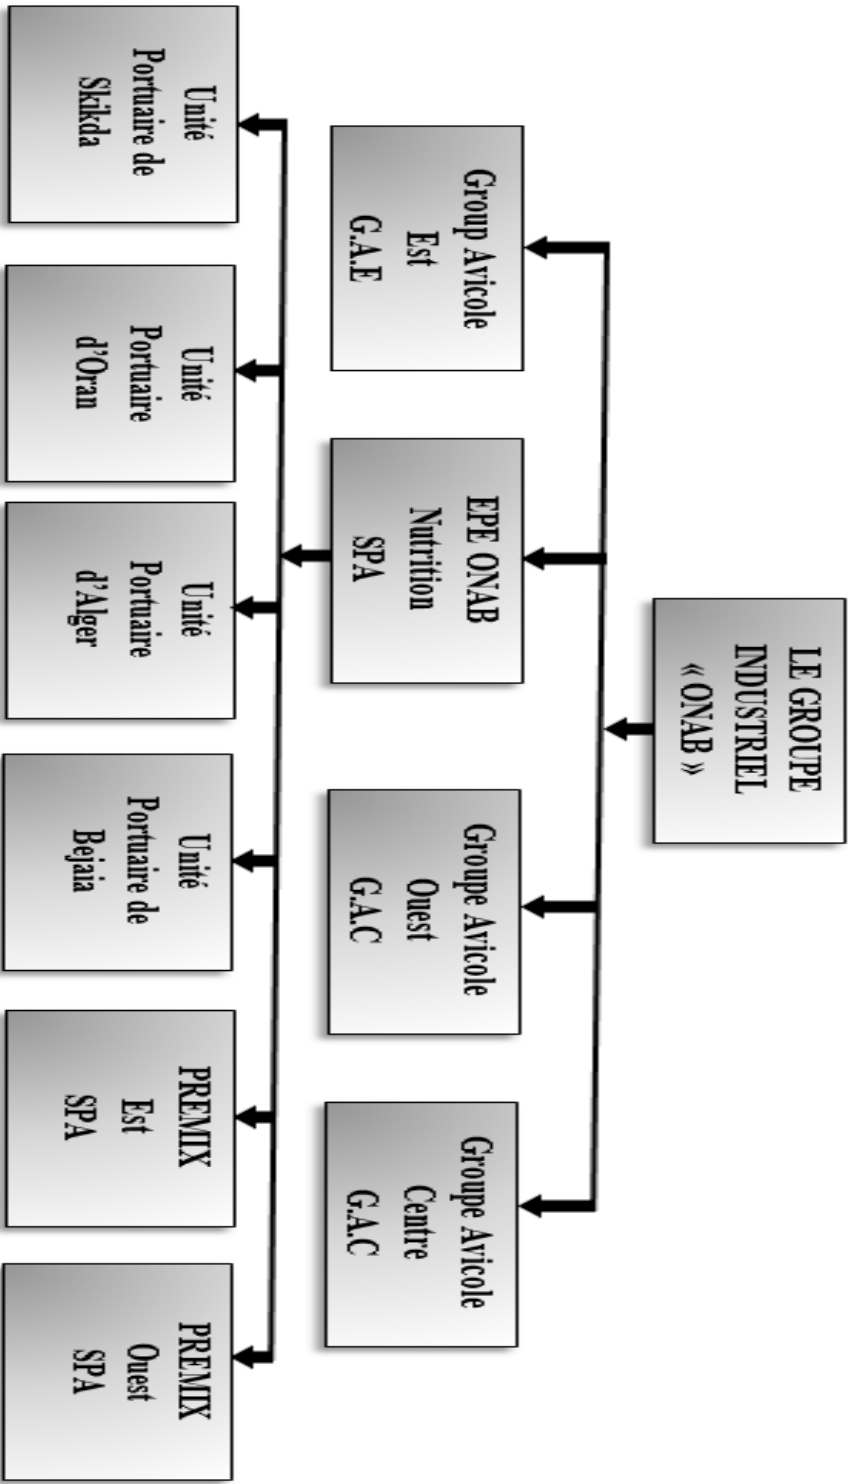 LE GROUPE
INDUSTRIEL
« ONAB »
Group Avicole
Est
G.A.E
EPE ONAB
Nutrition
SPA
Groupe Avicole
Ouest
G.A.C
Groupe Avicole
Centre
G.A.C
Unité
Portuaire de
Skikda
Unité
Portuaire
d’Oran
Unité
Portuaire
d’Alger
Unité
Portuaire de
Bejaia
PREMIX
Est
SPA
PREMIX
Ouest
SPA